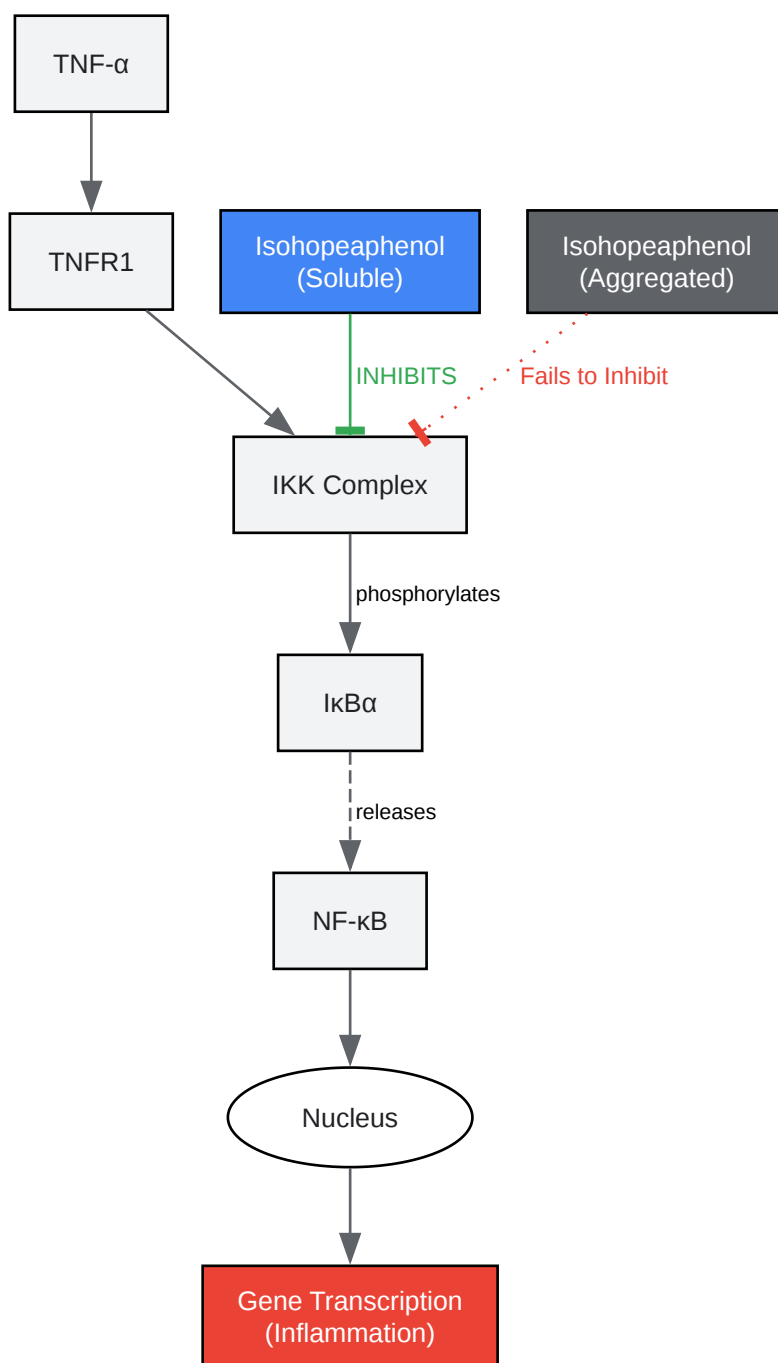 TNF-α
TNFR1
Isohopeaphenol
(Soluble)
Isohopeaphenol
(Aggregated)
INHIBITS
Fails to Inhibit
IKK Complex
phosphorylates
IκBα
releases
NF-κB
Nucleus
Gene Transcription
(Inflammation)